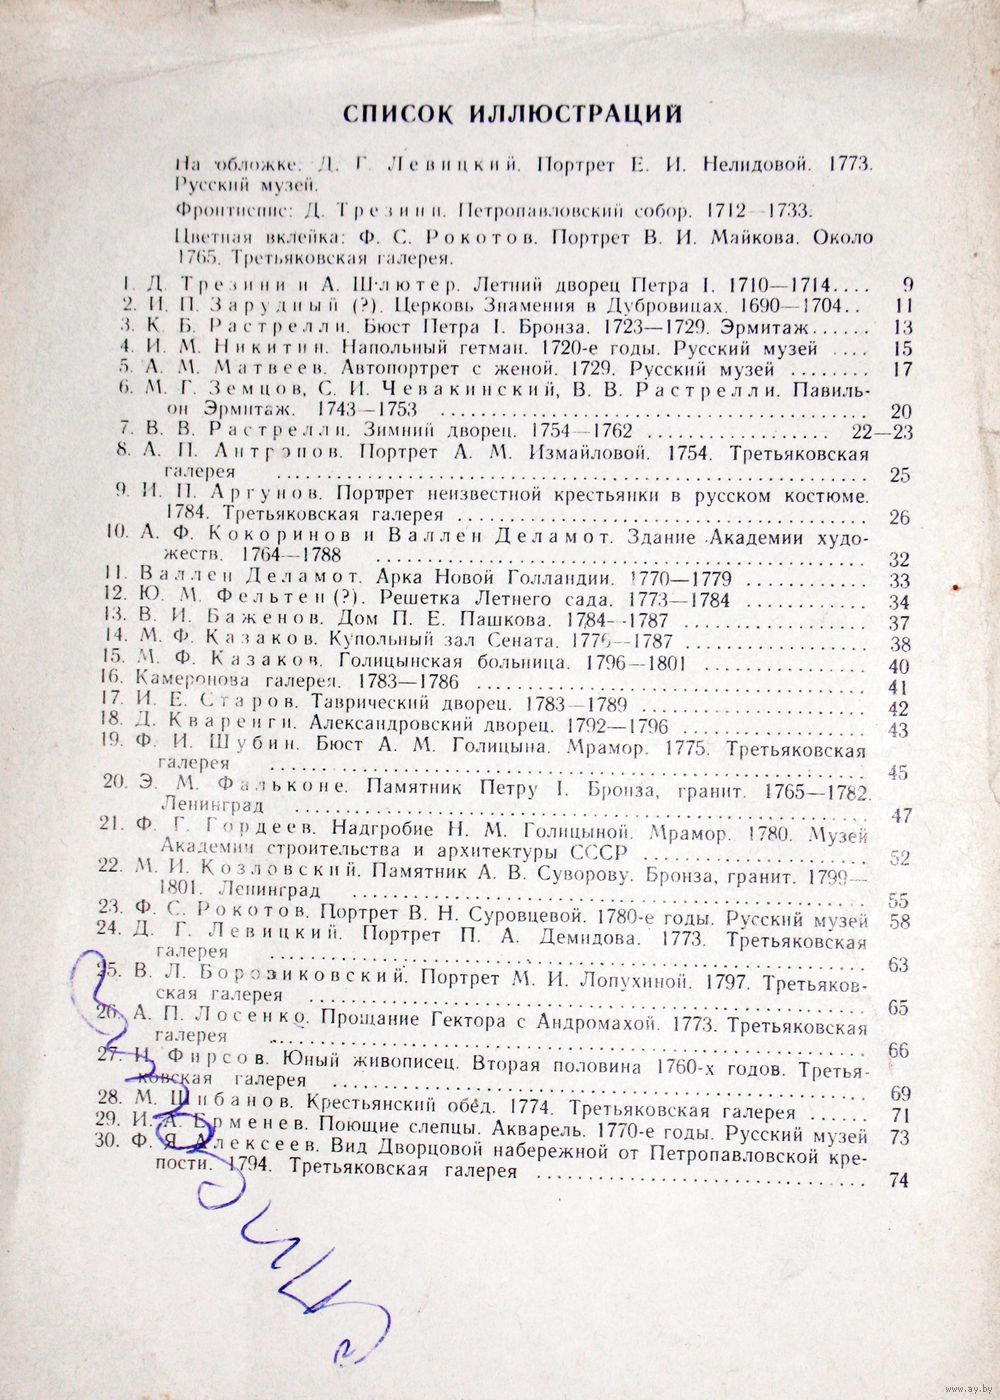 СПИСОК ИЛЛЮСТРАЦИЙ
На обложке. Д. Г. Левицкий. Портрет Е. И. Нелидовой. 1773.
Русский музей.
Фронтиспис: Д. Трезини. Петропавловский собор. 1712—1733.
Цветная вклейка: Ф. С. Рокотов. Портрет В. И. Майкова. Около
1765. Третьяковская галерея.
1. Д. Трезини и А. Шлютер. Летний дворец Петра I. 1710—1714.... 9
2. И. П. Зарудный (?). Церковь Знамения в Дубровицах. 1690—1704.. 11
3. К. Б. Растрелли. Бюст Петра I. Бронза. 1723—1729. Эрмитаж...... 13
4. И. М. Никитин. Напольный гетман. 1720-е годы. Русский музей .... 15
5. А. М. Матвеев. Автопортрет с женой. 1729. Русский музей ........ 17
6. М. Г. Земцов, С. И. Чевакинский, В. В. Растрелли. Павиль-
он Эрмитаж. 1743—1753 ........ 20
7. В. В. Растрелли. Зимний дворец. 1754—1762 ........ 22—23
8. А. П. Антропов. Портрет А. М. Измайловой. 1754. Третьяковская
галерея ........ 25
9. И. П. Аргунов. Портрет неизвестной крестьянки в русском костюме.
1784. Третьяковская галерея ........ 26
10. А. Ф. Кокоринов и Валлен Деламот. Здание Академии худо-
жеств. 1764—1788 ........ 32
11. Валлен Деламот. Арка Новой Голландии. 1770—1779 ........ 33
12. Ю. М. Фельтен (?). Решетка Летнего сада. 1773—1784 ........ 34
13. В. И. Баженов. Дом П. Е. Пашкова. 1784—1787 ........ 37
14. М. Ф. Казаков. Купольный зал Сената. 1776—1787 ........ 38
15. М. Ф. Казаков. Голицынская больница. 1796—1801 ........ 40
16. Камеронова галерея. 1783—1786 ........ 41
17. И. Е. Старов. Таврический дворец. 1783—1789 ........ 42
18. Д. Кваренги. Александровский дворец. 1792—1796 ........ 43
19. Ф. И. Шубин. Бюст А. М. Голицына. Мрамор. 1775. Третьяковская
галерея ........ 45
20. Э. М. Фальконе. Памятник Петру I. Бронза, гранит. 1765—1782.
Ленинград ........ 47
21. Ф. Г. Гордеев. Надгробие Н. М. Голицыной. Мрамор. 1780. Музей
Академии строительства и архитектуры СССР ........ 52
22. М. И. Козловский. Памятник А. В. Суворову. Бронза, гранит. 1799—
1801. Ленинград ........ 55
23. Ф. С. Рокотов. Портрет В. Н. Суровцевой. 1780-е годы. Русский музей 58
24. Д. Г. Левицкий. Портрет П. А. Демидова. 1773. Третьяковская
галерея ........ 63
25. В. Л. Боровиковский. Портрет М. И. Лопухиной. 1797. Третьяков-
ская галерея ........ 65
26. А. П. Лосенко. Прощание Гектора с Андромахой. 1773. Третьяковская
галерея ........ 66
27. И. Фирсов. Юный живописец. Вторая половина 1760-х годов. Третья-
ковская галерея ........ 69
28. М. Шибанов. Крестьянский обед. 1774. Третьяковская галерея ...... 71
29. И. А. Ерменев. Поющие слепцы. Акварель. 1770-е годы. Русский музей 73
30. Ф. Я. Алексеев. Вид Дворцовой набережной от Петропавловской кре-
пости. 1794. Третьяковская галерея ........ 74
www.ay.by